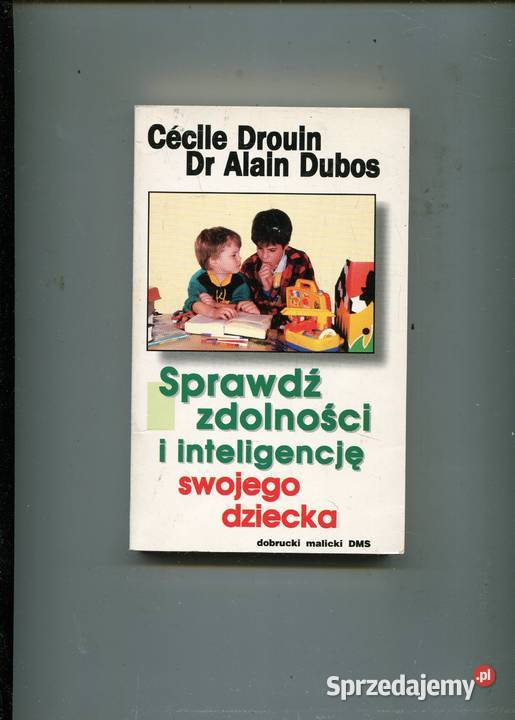 Cécile Drouin
Dr Alain Dubos
Sprawdź
zdolności
i inteligencję
swojego
dziecka
dobrucki malicki DMS
Sprzedajemy.pl